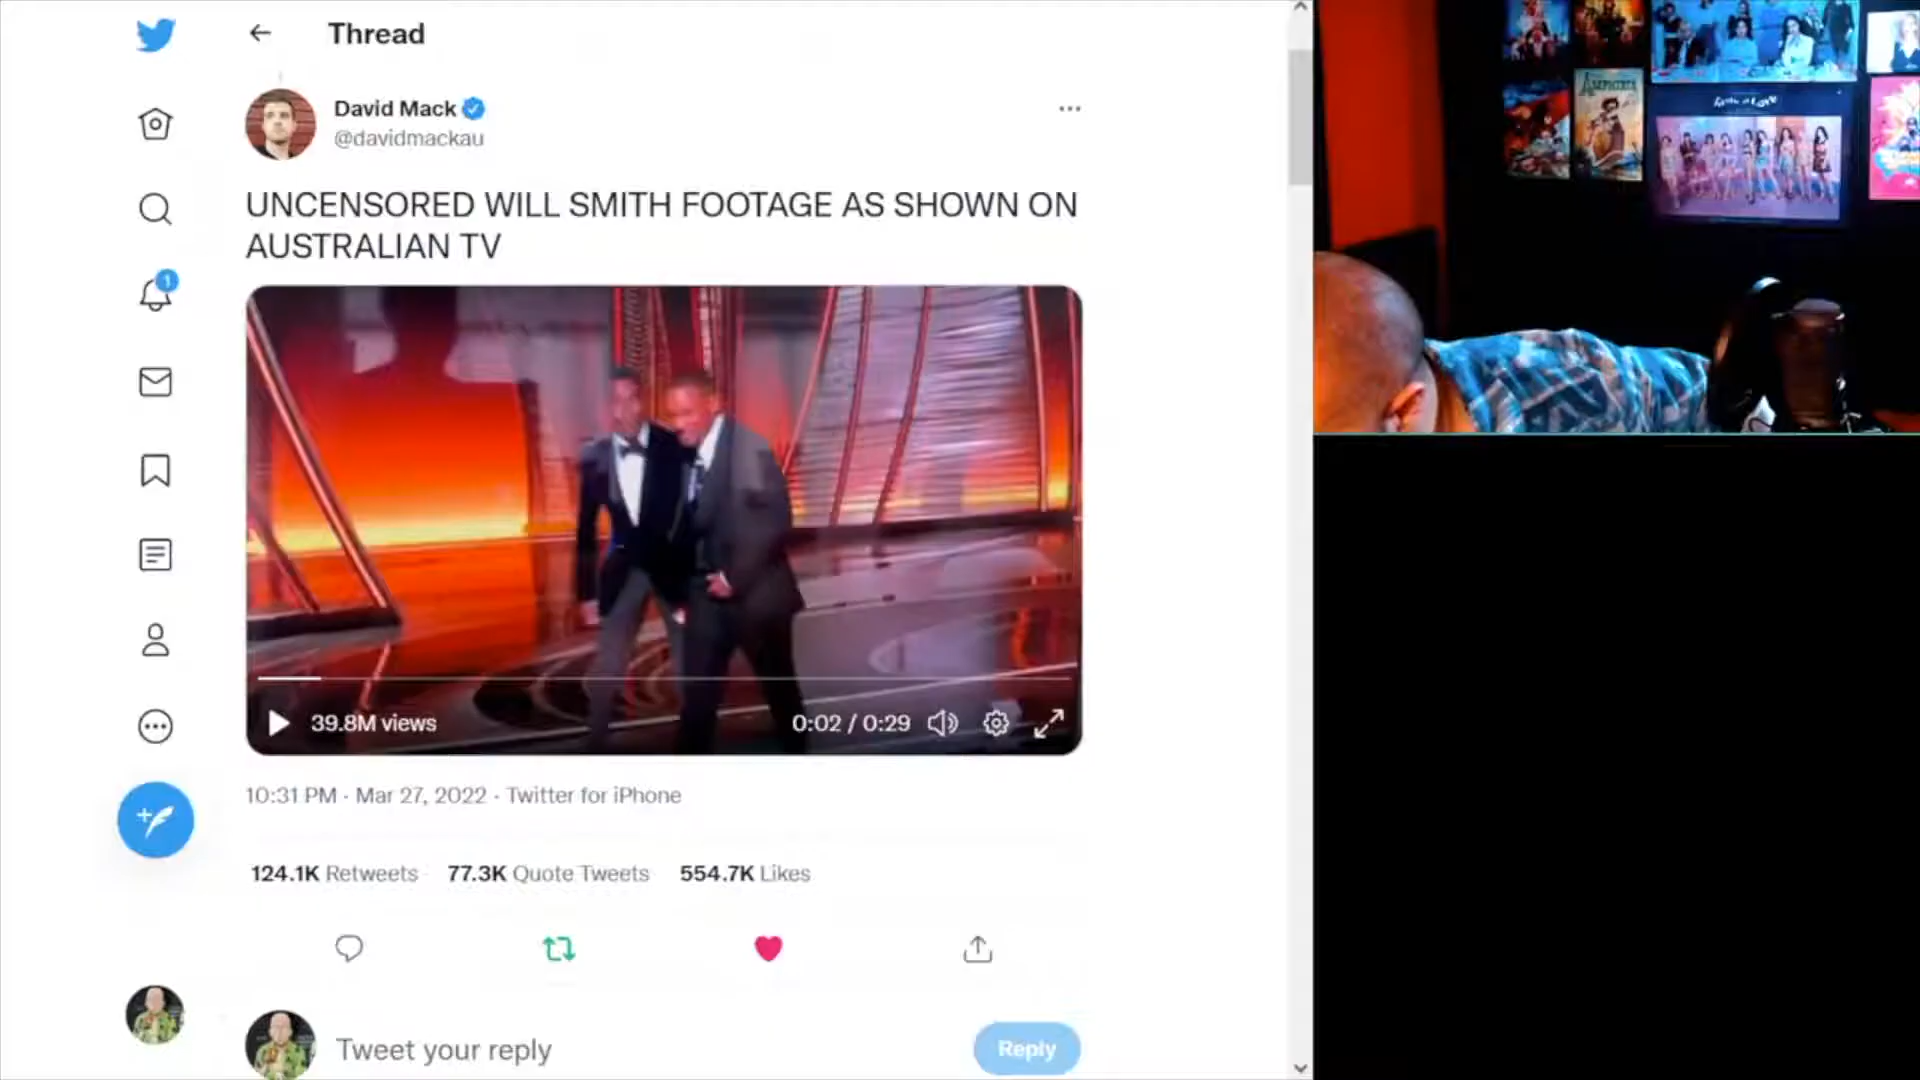 Thread
David Mack
@davidmackau
UNCENSORED WILL SMITH FOOTAGE AS SHOWN ON
AUSTRALIAN TV
1
39.8M views
0:02 / 0:29
10:31 PM · Mar 27, 2022 · Twitter for iPhone
124.1K Retweets 77.3K Quote Tweets 554.7K Likes
Tweet your reply
Reply